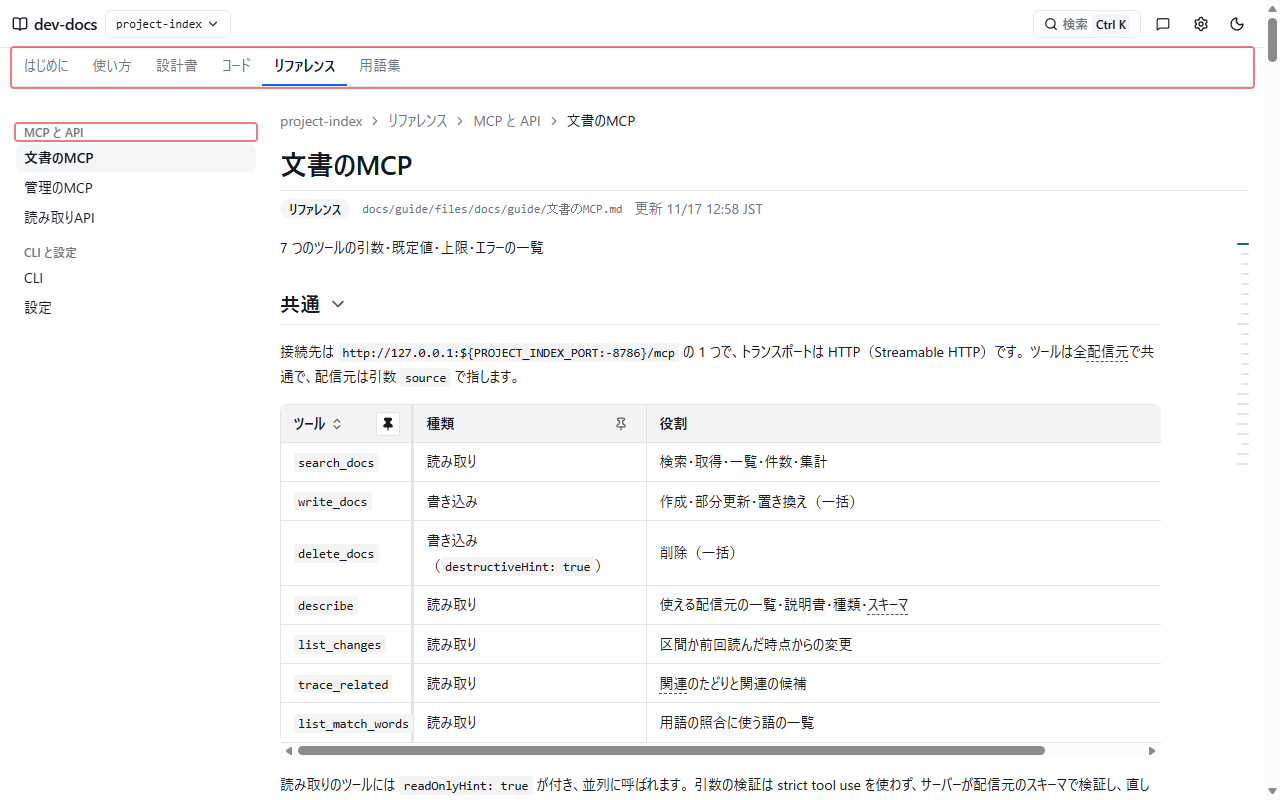 dev-docs project-index 検索 Ctrl K
はじめに 使い方 設計書 コード リファレンス 用語集
MCP と API
文書のMCP
管理のMCP
読み取りAPI
CLI と設定
CLI
設定
project-index > リファレンス > MCP と API > 文書のMCP
文書のMCP
リファレンス docs/guide/files/docs/guide/文書のMCP.md 更新 11/17 12:58 JST
7 つのツールの引数・既定値・上限・エラーの一覧
共通
接続先は http://127.0.0.1:${PROJECT_INDEX_PORT:-8786}/mcp の 1 つで、トランスポートは HTTP（Streamable HTTP）です。ツールは全配信元で共
通で、配信元は引数 source で指します。
ツール 種類 役割
search_docs 読み取り 検索・取得・一覧・件数・集計
write_docs 書き込み 作成・部分更新・置き換え（一括）
delete_docs 書き込み（destructiveHint: true） 削除（一括）
describe 読み取り 使える配信元の一覧・説明書・種類・スキーマ
list_changes 読み取り 区間か前回読んだ時点からの変更
trace_related 読み取り 関連のたどりと関連の候補
list_match_words 読み取り 用語の照合に使う語の一覧
読み取りのツールには readOnlyHint: true が付き、並列に呼ばれます。引数の検証は strict tool use を使わず、サーバーが配信元のスキーマで検証し、直し